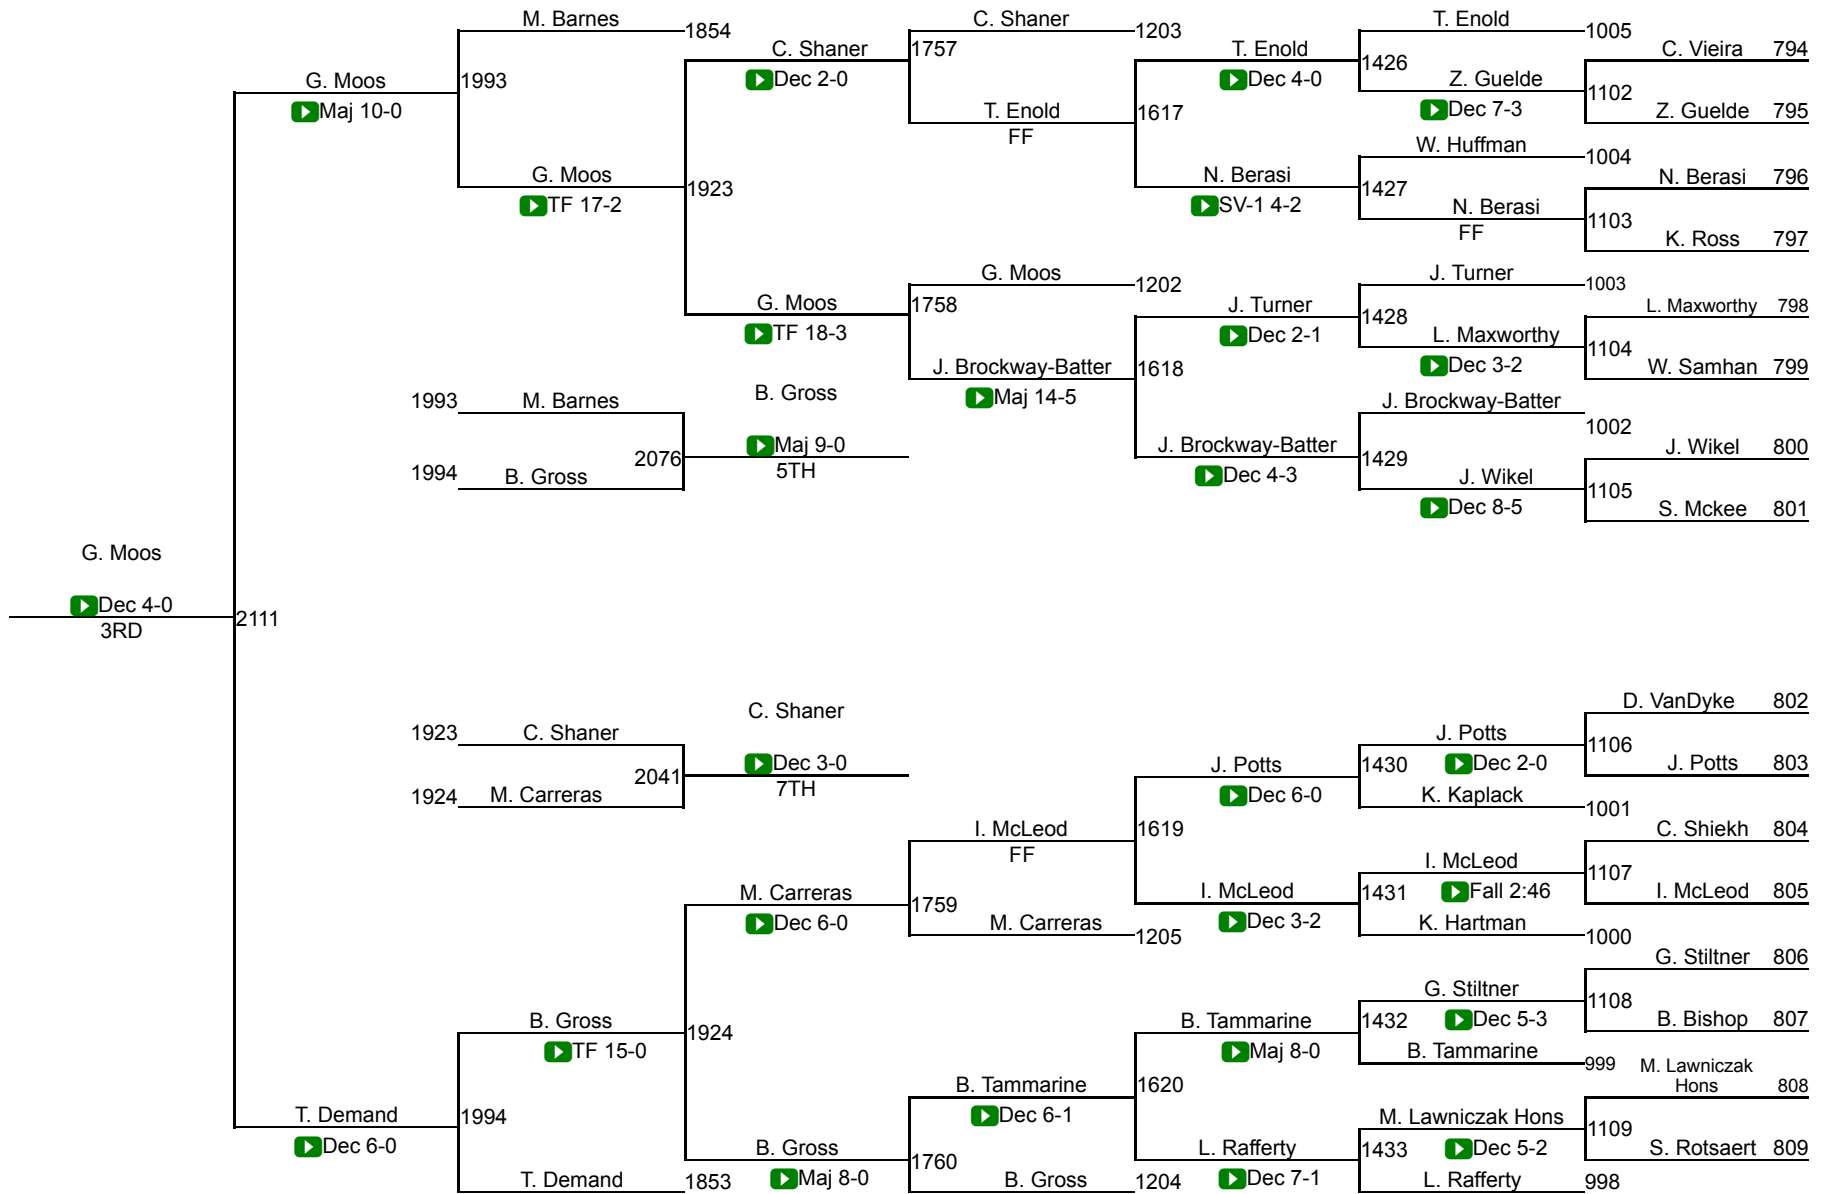 M. Barnes
1854
C. Shaner
1203
T. Enold
1005
C. Shaner
Dec 2-0
1757
T. Enold
Dec 4-0
1426
C. Vieira 794
G. Moos
Maj 10-0
1993
Z. Guelde
Dec 7-3
1102
Z. Guelde 795
T. Enold
FF
1617
W. Huffman
1004
G. Moos
TF 17-2
1923
N. Berasi
SV-1 4-2
1427
N. Berasi 796
N. Berasi
FF
1103
K. Ross 797
G. Moos
1202
J. Turner
1003
G. Moos
TF 18-3
1758
J. Turner
Dec 2-1
1428
L. Maxworthy 798
L. Maxworthy
Dec 3-2
1104
W. Samhan 799
J. Brockway-Batter
Maj 14-5
1618
1993
M. Barnes
B. Gross
J. Brockway-Batter
1002
2076
Maj 9-0
5TH
J. Brockway-Batter
Dec 4-3
1429
J. Wikel 800
1994
B. Gross
J. Wikel
Dec 8-5
1105
S. Mckee 801
G. Moos
Dec 4-0
3RD
2111
D. VanDyke 802
1923
C. Shaner
C. Shaner
J. Potts
Dec 2-0
1106
2041
Dec 3-0
7TH
J. Potts
Dec 6-0
1430
J. Potts 803
1924
M. Carreras
K. Kaplack
1001
I. McLeod
FF
1619
C. Shiekh 804
I. McLeod
Fall 2:46
1107
M. Carreras
Dec 6-0
1759
I. McLeod
Dec 3-2
1431
I. McLeod 805
M. Carreras
1205
K. Hartman
1000
G. Stiltner 806
G. Stiltner
Dec 5-3
1108
B. Gross
TF 15-0
1924
B. Tammarine
Maj 8-0
1432
B. Bishop 807
B. Tammarine
999
M. Lawniczak
Hons 808
B. Tammarine
Dec 6-1
1620
T. Demand
Dec 6-0
1994
M. Lawniczak Hons
Dec 5-2
1109
B. Gross
Maj 8-0
1760
L. Rafferty
Dec 7-1
1433
S. Rotsaert 809
T. Demand
1853
B. Gross
1204
L. Rafferty
998